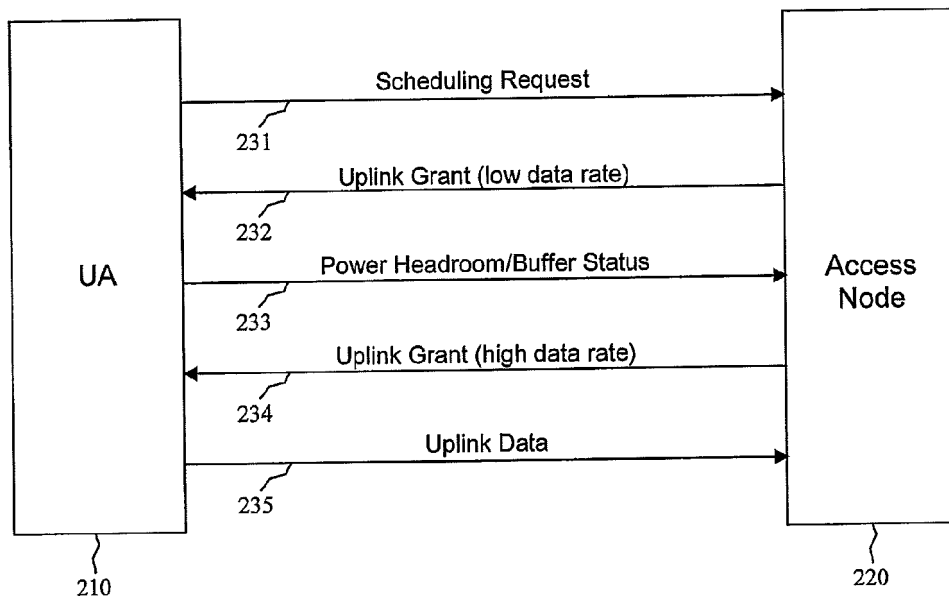 Scheduling Request
231
Uplink Grant (low data rate)
232
UA
Power Headroom/Buffer Status
233
Access
Node
Uplink Grant (high data rate)
234
Uplink Data
235
210
220